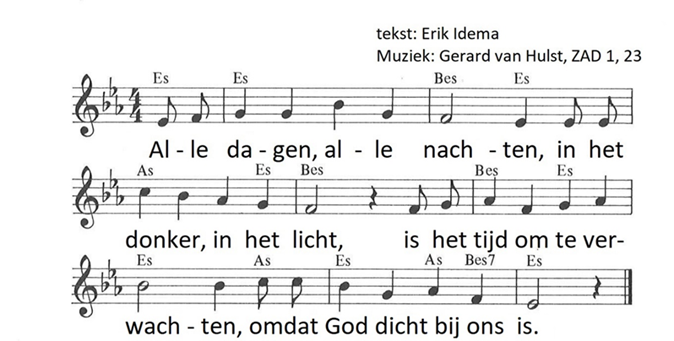 tekst: Erik Idema
Muziek: Gerard van Hulst, ZAD 1, 23
Es Es Bes Es
4
4
Al - le da - gen, al - le nach - ten, in het
As Es Bes Bes Es
donker, in het licht, is het tijd om te ver-
Es As Es As Bes7 Es
wach - ten, omdat God dicht bij ons is.